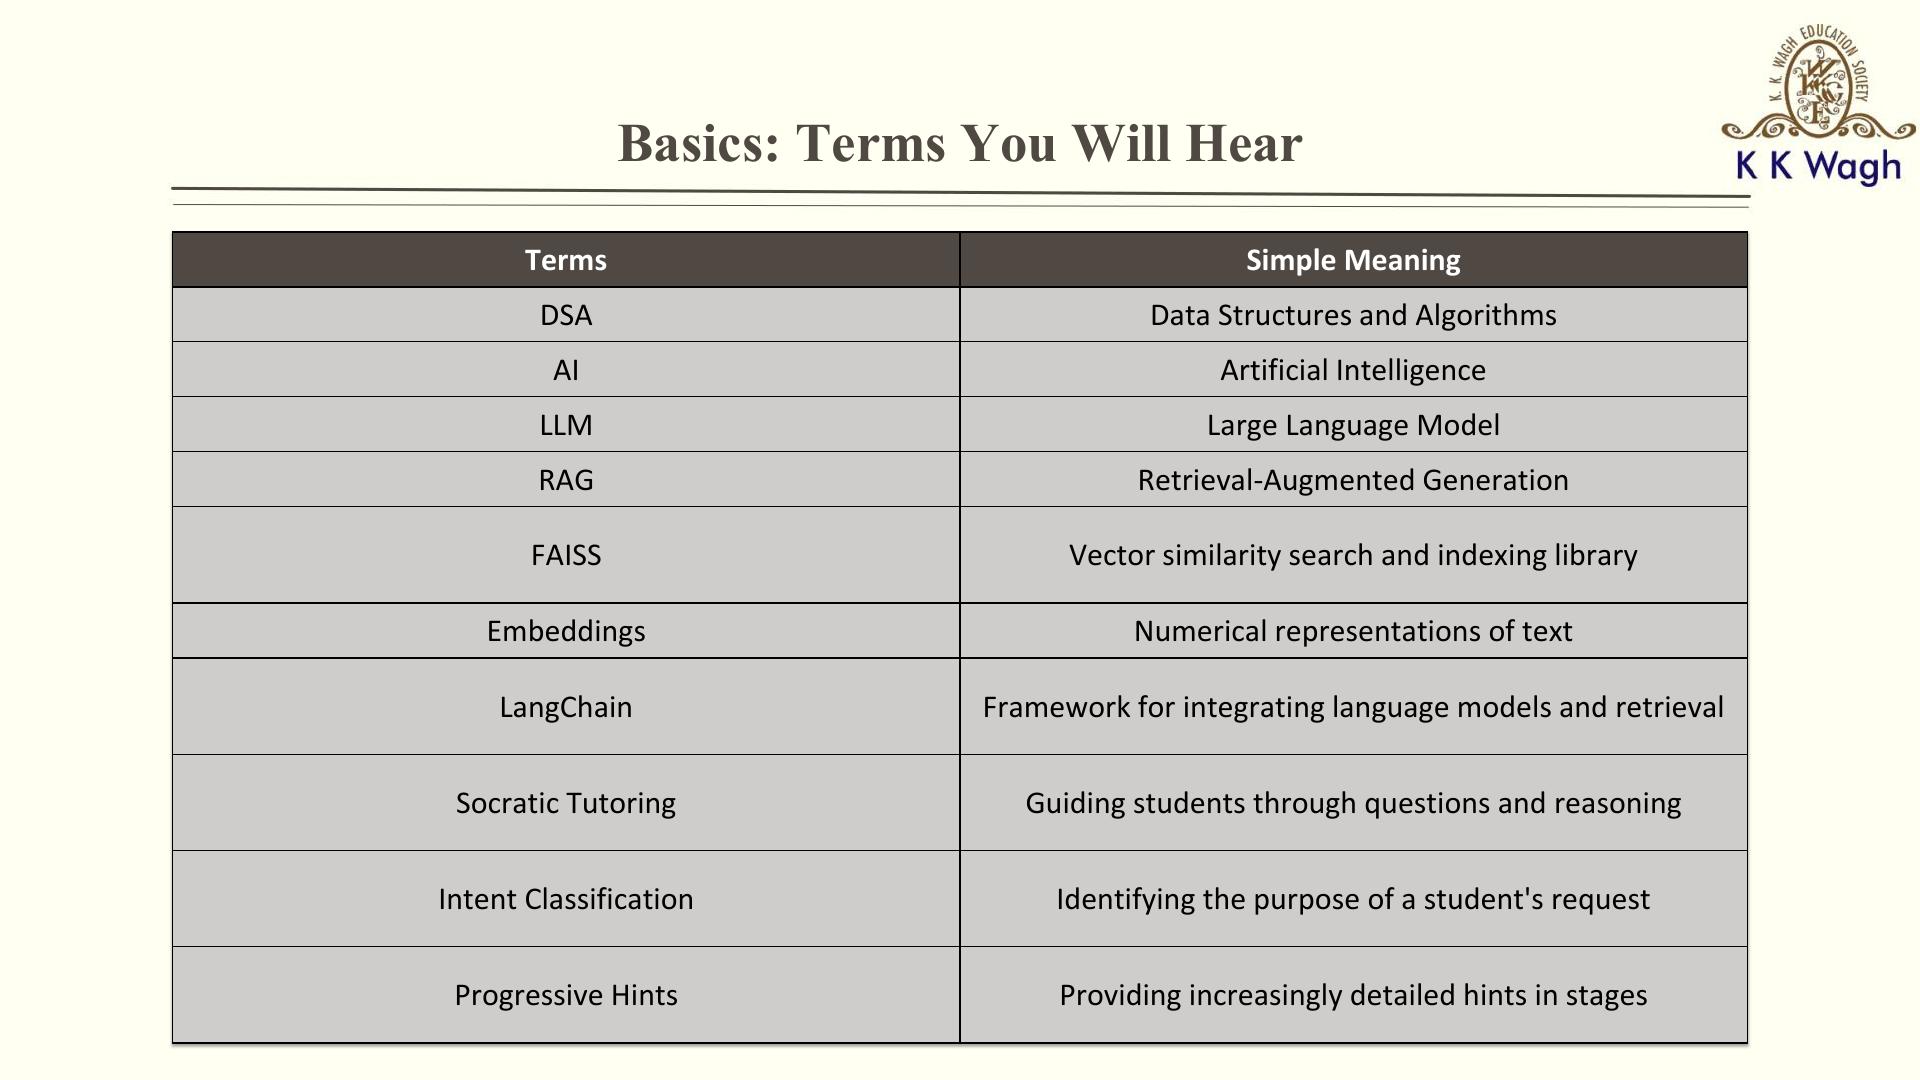 K. K. WAGH EDUCATION SOCIETY
K K Wagh
Basics: Terms You Will Hear
Terms Simple Meaning
DSA Data Structures and Algorithms
AI Artificial Intelligence
LLM Large Language Model
RAG Retrieval-Augmented Generation
FAISS Vector similarity search and indexing library
Embeddings Numerical representations of text
LangChain Framework for integrating language models and retrieval
Socratic Tutoring Guiding students through questions and reasoning
Intent Classification Identifying the purpose of a student's request
Progressive Hints Providing increasingly detailed hints in stages